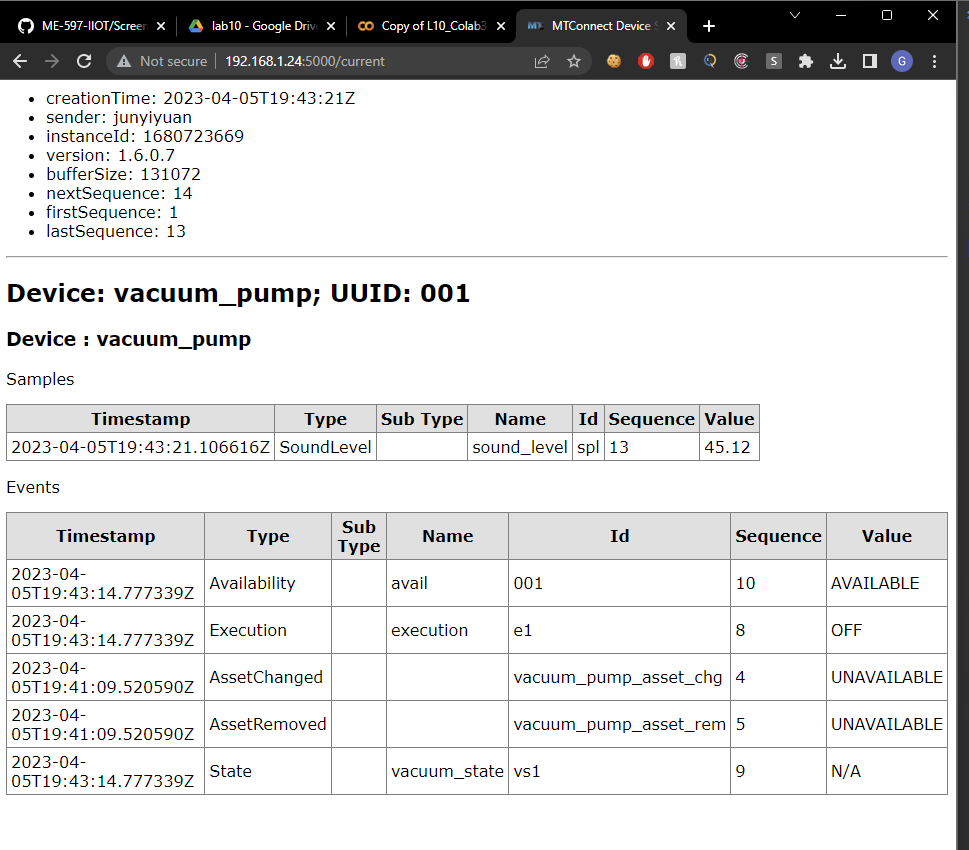 ME-597-IIOT/Screen
lab10 - Google Driv
Copy of L10_Colab3
MTConnect Device S
Not secure 192.168.1.24:5000/current
S
G
creationTime: 2023-04-05T19:43:21Z
sender: junyiyuan
instanceId: 1680723669
version: 1.6.0.7
bufferSize: 131072
nextSequence: 14
firstSequence: 1
lastSequence: 13
Device: vacuum_pump; UUID: 001
Device : vacuum_pump
Samples
Timestamp Type Sub Type Name Id Sequence Value
2023-04-05T19:43:21.106616Z SoundLevel sound_level spl 13 45.12
Events
Timestamp Type Sub Type Name Id Sequence Value
2023-04-05T19:43:14.777339Z Availability avail 001 10 AVAILABLE
2023-04-05T19:43:14.777339Z Execution execution e1 8 OFF
2023-04-05T19:41:09.520590Z AssetChanged vacuum_pump_asset_chg 4 UNAVAILABLE
2023-04-05T19:41:09.520590Z AssetRemoved vacuum_pump_asset_rem 5 UNAVAILABLE
2023-04-05T19:43:14.777339Z State vacuum_state vs1 9 N/A